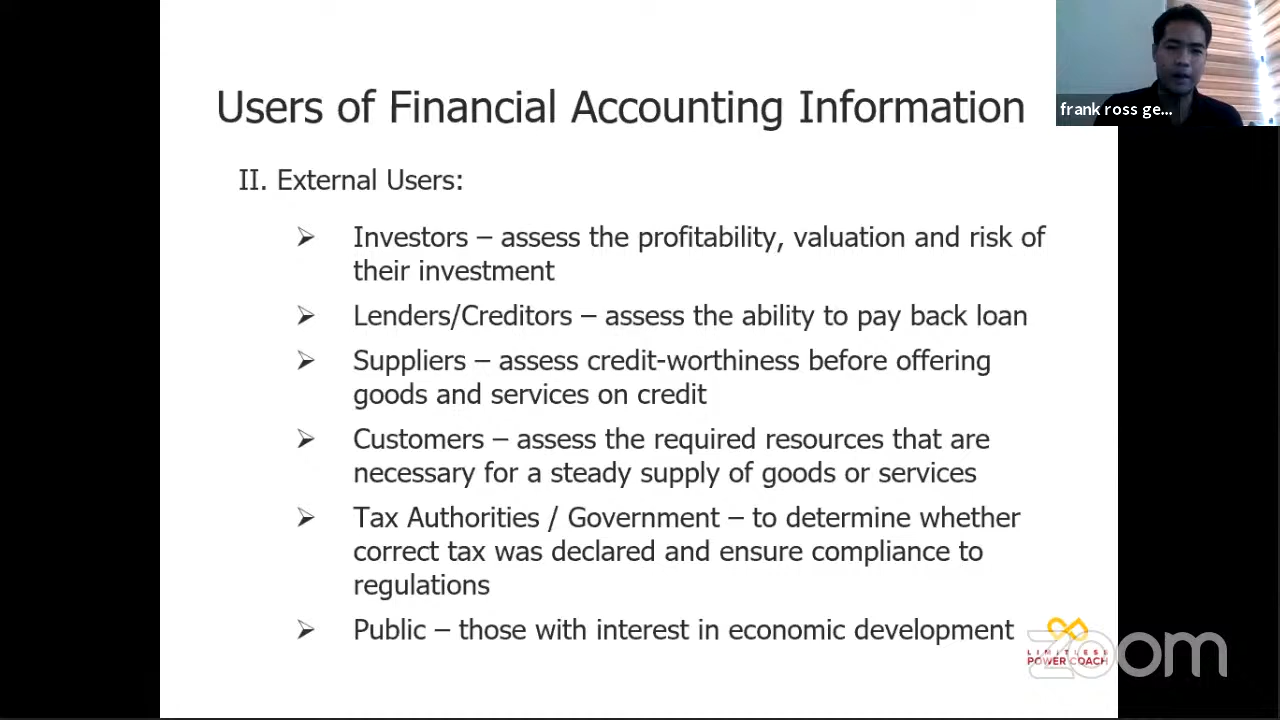 Users of Financial Accounting Information
frank ross ge...
II. External Users:
➢ Investors – assess the profitability, valuation and risk of
their investment
➢ Lenders/Creditors – assess the ability to pay back loan
➢ Suppliers – assess credit-worthiness before offering
goods and services on credit
➢ Customers – assess the required resources that are
necessary for a steady supply of goods or services
➢ Tax Authorities / Government – to determine whether
correct tax was declared and ensure compliance to
regulations
➢ Public – those with interest in economic development
LIMITLESS
POWER COACH
zoom